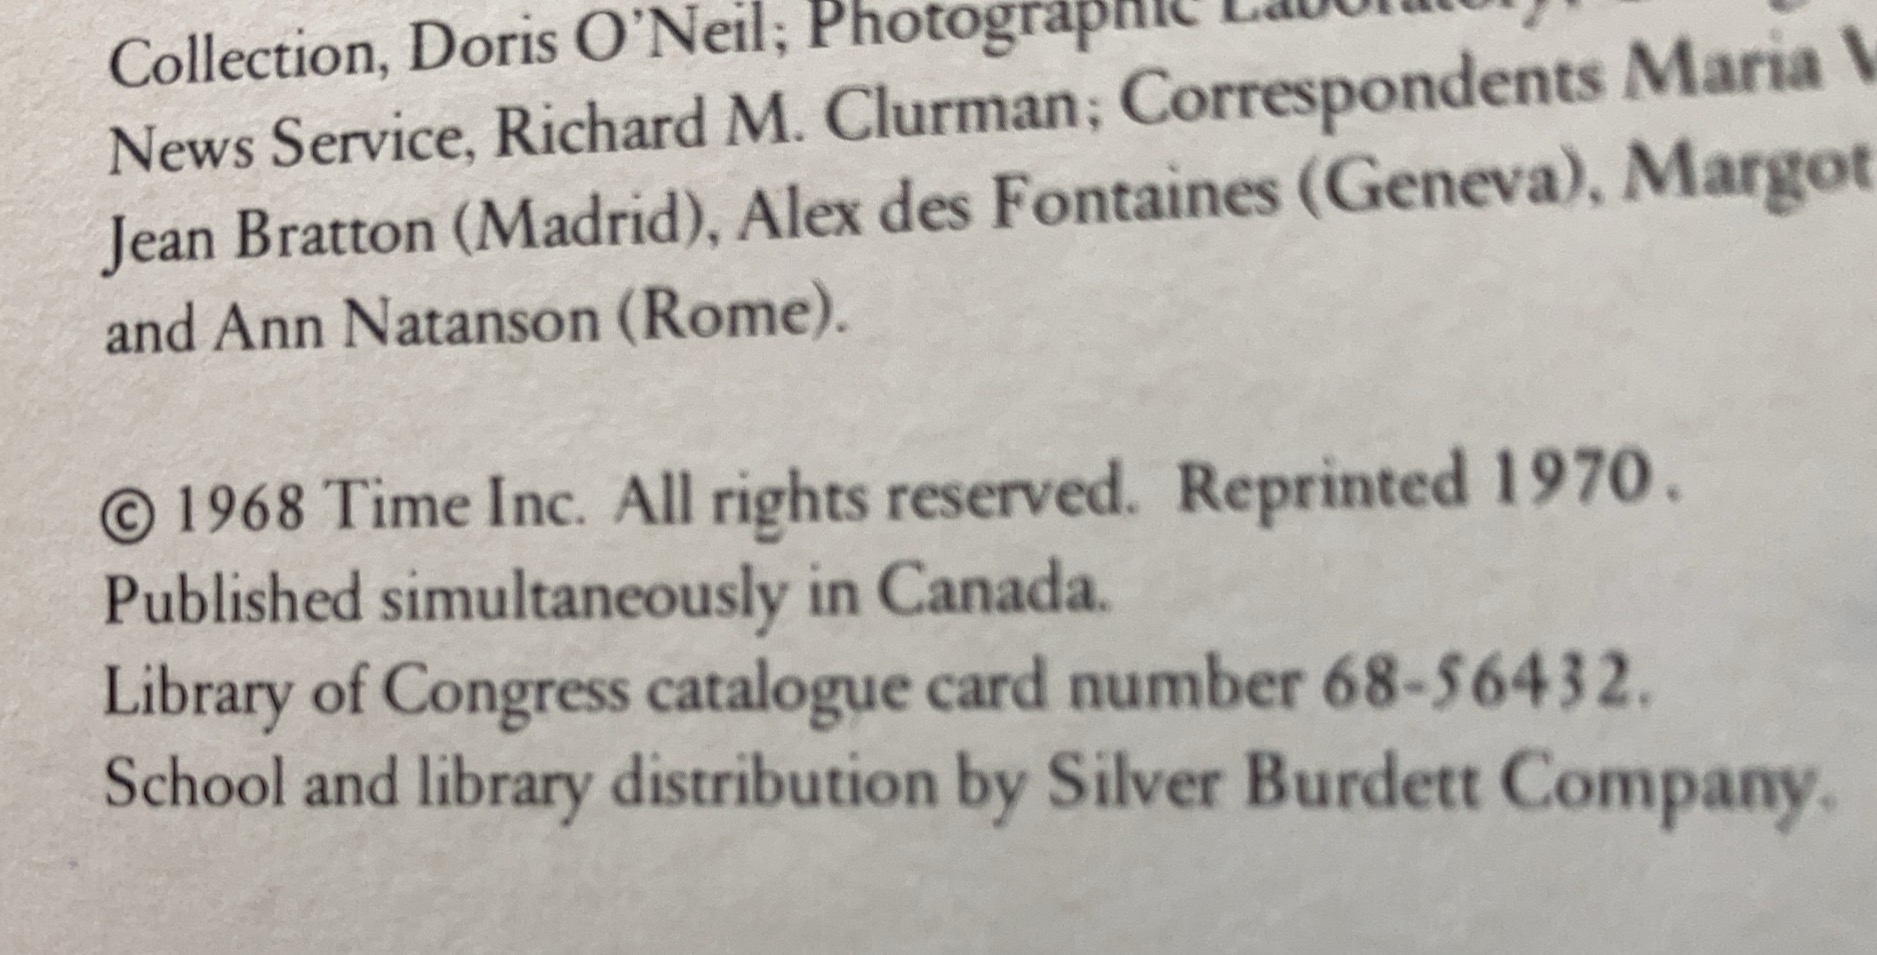 Collection, Doris O'Neil; Photographic Laboratory,
News Service, Richard M. Clurman; Correspondents Maria
Jean Bratton (Madrid), Alex des Fontaines (Geneva), Margot
and Ann Natanson (Rome).
© 1968 Time Inc. All rights reserved. Reprinted 1970.
Published simultaneously in Canada.
Library of Congress catalogue card number 68-56432.
School and library distribution by Silver Burdett Company.